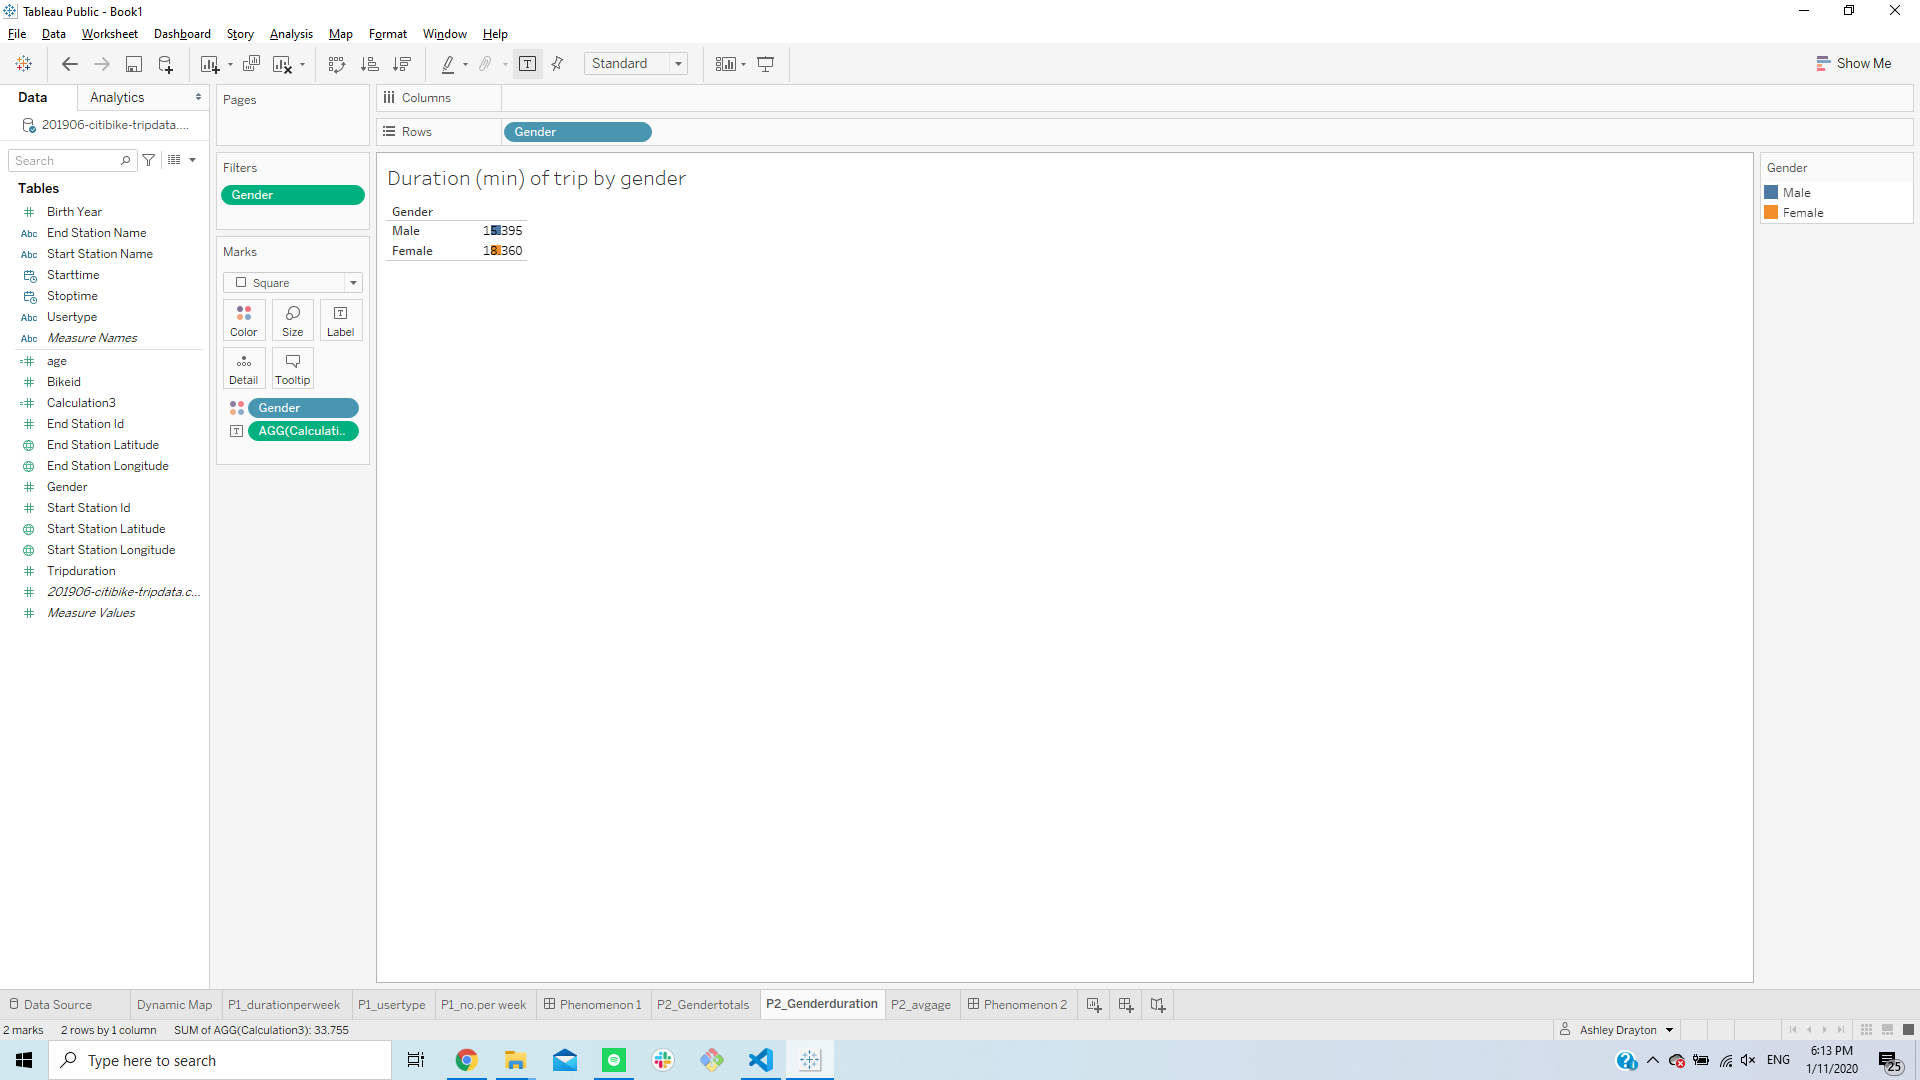 Tableau Public - Book1
File Data Worksheet Dashboard Story Analysis Map Format Window Help
Standard
Show Me
Data Analytics
201906-citibike-tripdata....
Search
Tables
# Birth Year
Abc End Station Name
Abc Start Station Name
Starttime
Stoptime
Abc Usertype
Abc Measure Names
=# age
# Bikeid
=# Calculation3
# End Station Id
End Station Latitude
End Station Longitude
# Gender
# Start Station Id
Start Station Latitude
Start Station Longitude
# Tripduration
# 201906-citibike-tripdata.c...
# Measure Values
Pages
Filters
Gender
Marks
Square
Color Size Label
Detail Tooltip
Gender
AGG(Calculati..
Columns
Rows Gender
Duration (min) of trip by gender
Gender
Male 15.395
Female 18.360
Gender
Male
Female
Data Source Dynamic Map P1_durationperweek P1_usertype P1_no.per week Phenomenon 1 P2_Gendertotals P2_Genderduration P2_avgage Phenomenon 2
2 marks 2 rows by 1 column SUM of AGG(Calculation3): 33.755
Ashley Drayton
Type here to search
ENG
6:13 PM
1/11/2020
25